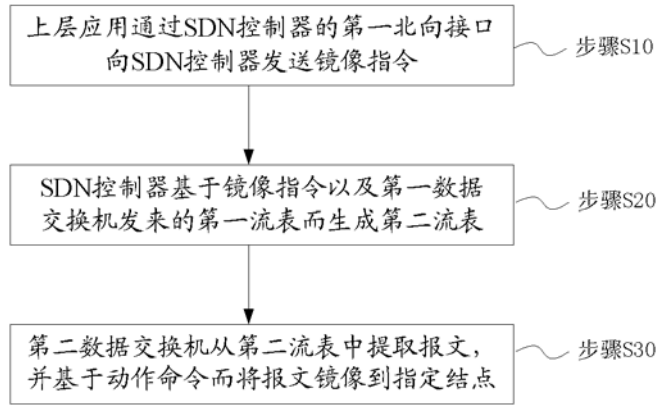 上层应用通过SDN控制器的第一北向接口
向SDN控制器发送镜像指令
步骤S10
SDN控制器基于镜像指令以及第一数据
交换机发来的第一流表而生成第二流表
步骤S20
第二数据交换机从第二流表中提取报文，
并基于动作命令而将报文镜像到指定结点
步骤S30